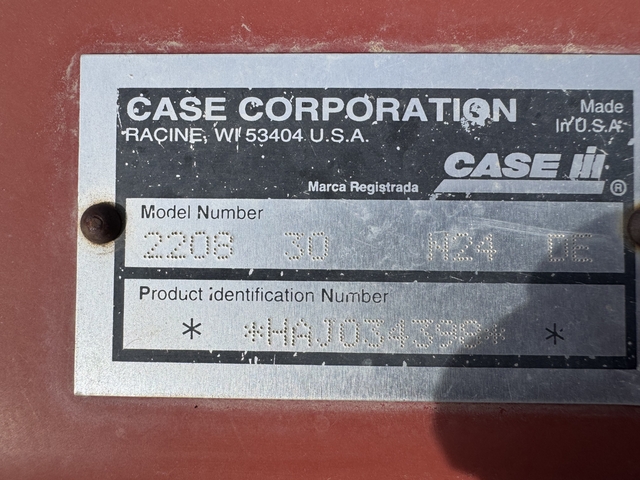 CASE CORPORATION
RACINE, WI 53404 U.S.A.
Made
In U.S.A.
CASE IH
®
Marca Registrada
Model Number
2208 30 H24 DE
Product Identification Number
* *HAJ034398* *